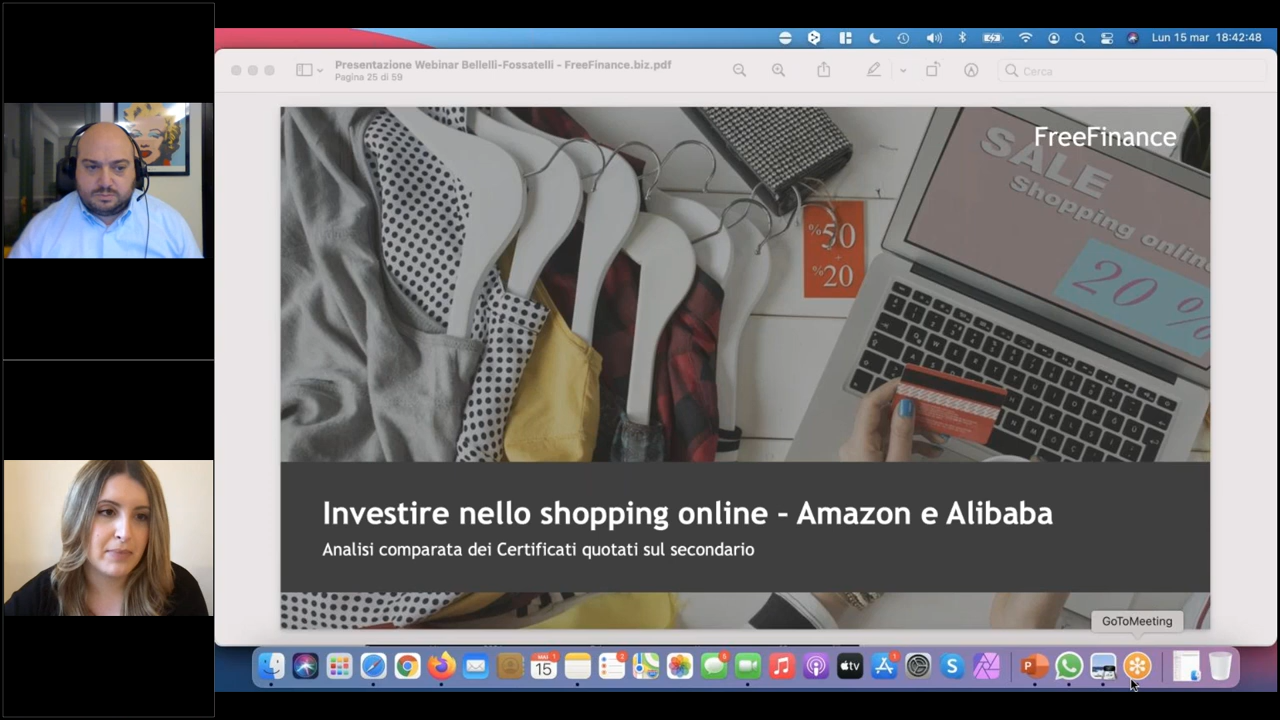 Lun 15 mar 18:42:48
Presentazione Webinar Bellelli-Fossatelli - FreeFinance.biz.pdf
Pagina 25 di 59
Cerca
FreeFinance
SALE
Shopping online
20 %
%50
%20
Investire nello shopping online - Amazon e Alibaba
Analisi comparata dei Certificati quotati sul secondario
GoToMeeting
15
tv